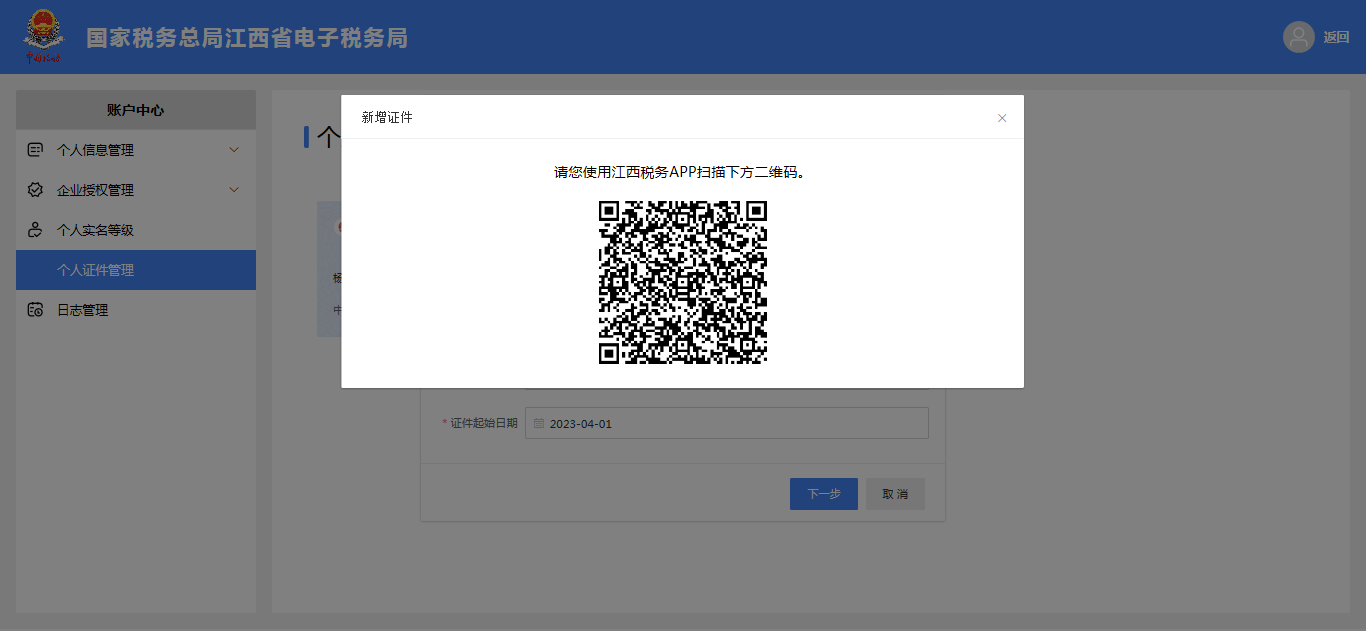 国家税务总局江西省电子税务局
返回
账户中心
个人信息管理
企业授权管理
个人实名等级
个人证件管理
日志管理
个
杨
中
新增证件
请您使用江西税务APP扫描下方二维码。
* 证件起始日期 2023-04-01
下一步 取 消